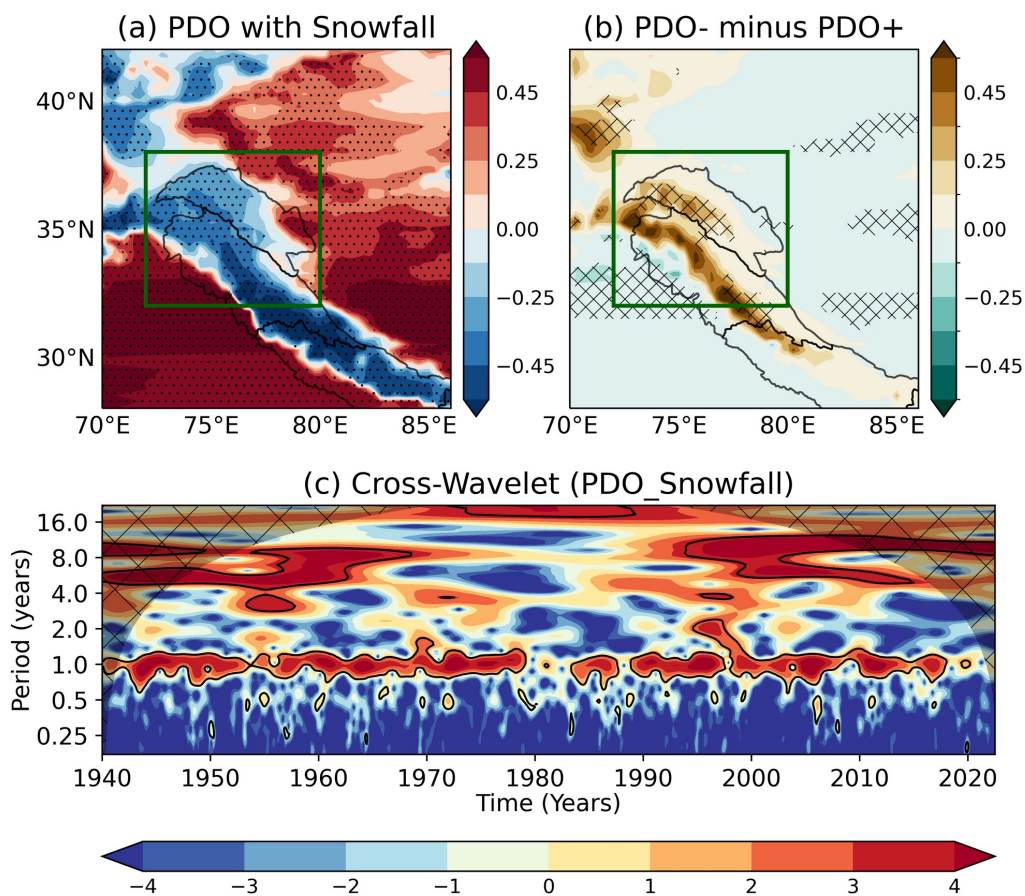 (a) PDO with Snowfall
(b) PDO- minus PDO+
40°N
35°N
30°N
70°E 75°E 80°E 85°E
0.45
0.25
0.00
−0.25
−0.45
70°E 75°E 80°E 85°E
0.45
0.25
0.00
−0.25
−0.45
(c) Cross-Wavelet (PDO_Snowfall)
Period (years)
16.0
8.0
4.0
2.0
1.0
0.5
0.25
1940 1950 1960 1970 1980 1990 2000 2010 2020
Time (Years)
−4 −3 −2 −1 0 1 2 3 4